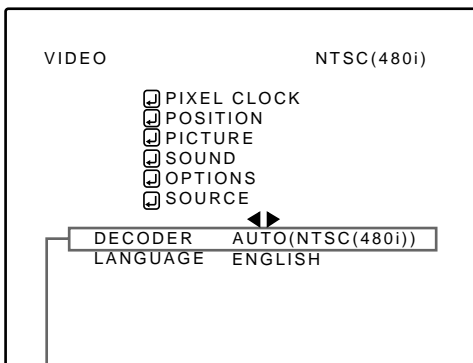 VIDEO NTSC(480i)
PIXEL CLOCK
POSITION
PICTURE
SOUND
OPTIONS
SOURCE
DECODER AUTO(NTSC(480i))
LANGUAGE ENGLISH